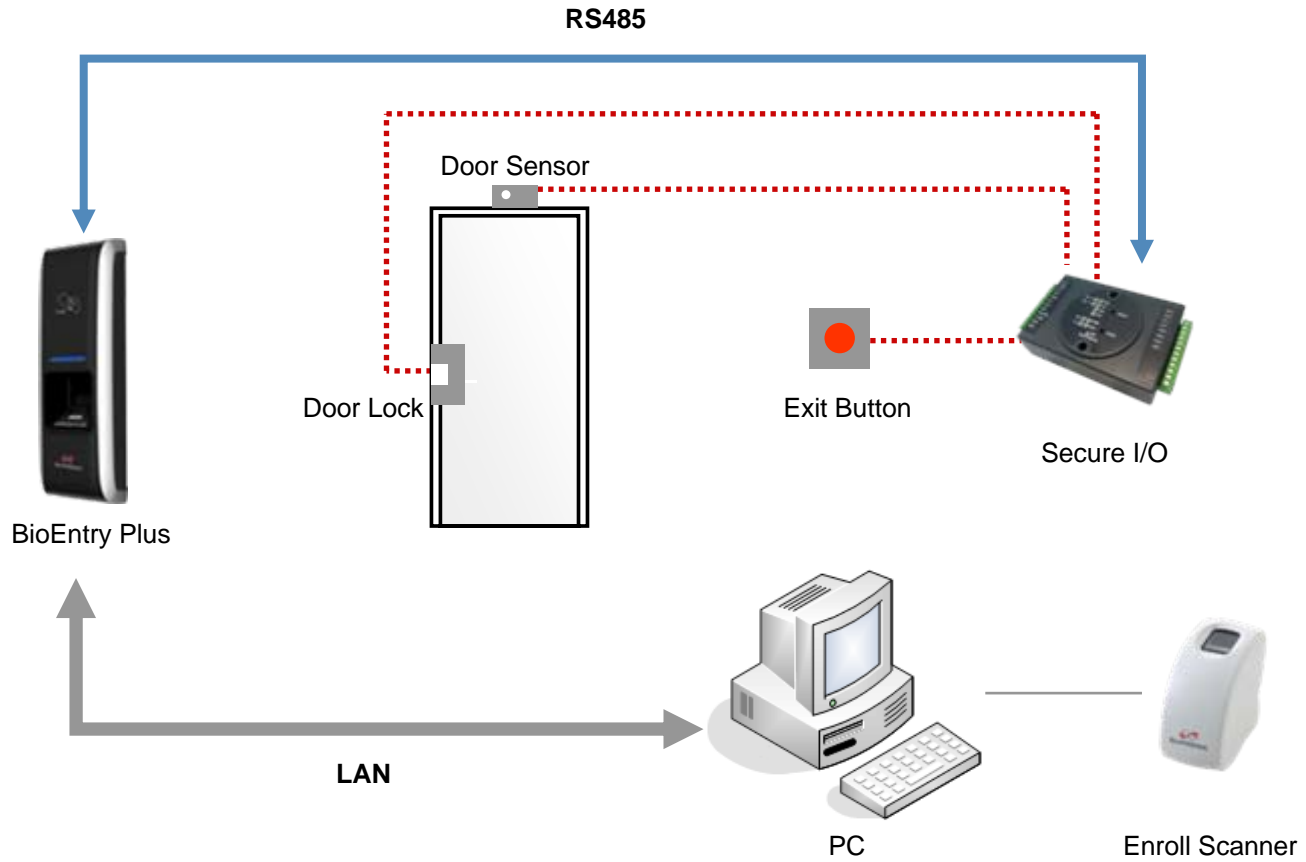 RS485
Door Sensor
Door Lock
Exit Button
Secure I/O
BioEntry Plus
LAN
PC
Enroll Scanner